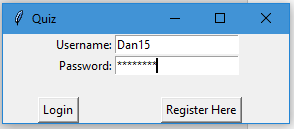 Quiz
Username: Dan15
Password: ********
Login Register Here